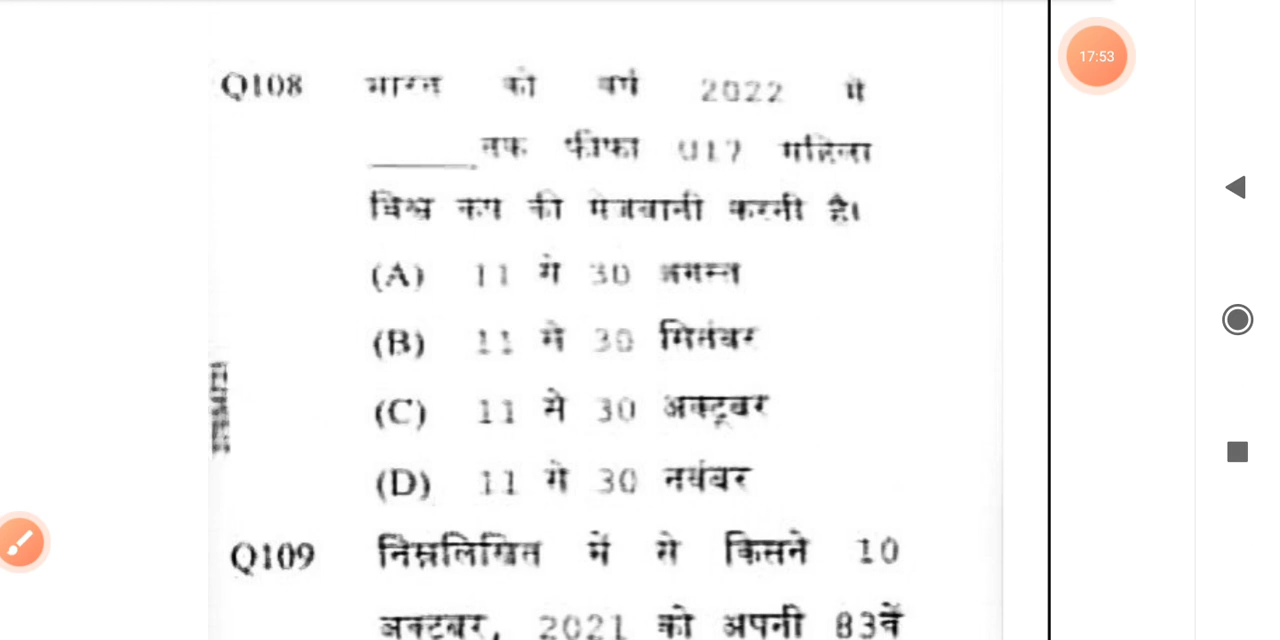 17:53
Q108 भारत को वर्ष 2022 में
______ तक फीफा U17 महिला
विश्व कप की मेजबानी करनी है।
(A) 11 से 30 अगस्त
(B) 11 से 30 सितंबर
(C) 11 से 30 अक्टूबर
(D) 11 से 30 नवंबर
Q109 निम्नलिखित में से किसने 10
अक्टूबर, 2021 को अपनी 83वें